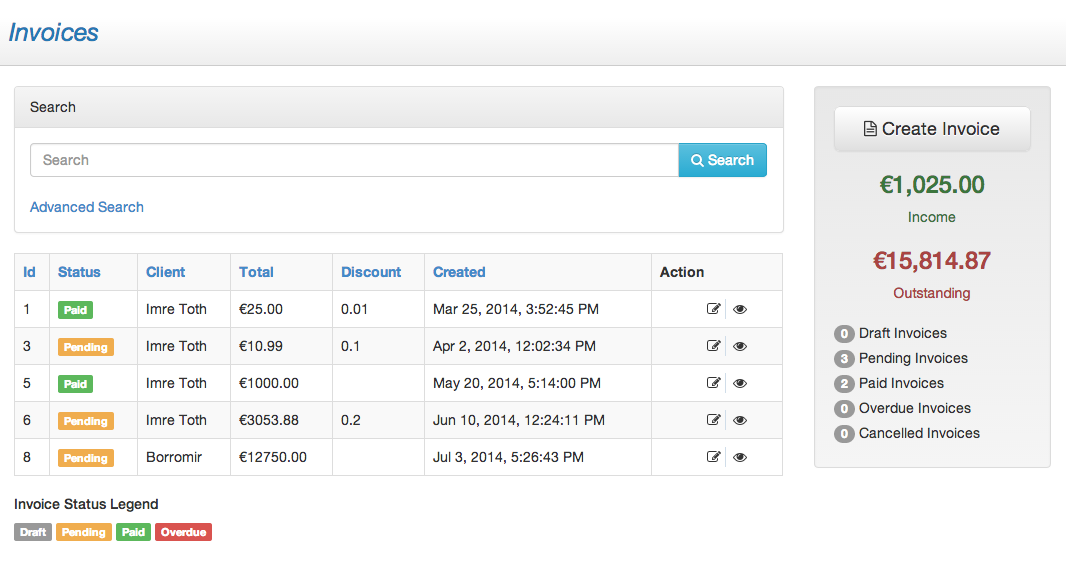 Invoices
Search
Search
Search
Advanced Search
Id Status Client Total Discount Created Action
1 Paid Imre Toth €25.00 0.01 Mar 25, 2014, 3:52:45 PM
3 Pending Imre Toth €10.99 0.1 Apr 2, 2014, 12:02:34 PM
5 Paid Imre Toth €1000.00 May 20, 2014, 5:14:00 PM
6 Pending Imre Toth €3053.88 0.2 Jun 10, 2014, 12:24:11 PM
8 Pending Borromir €12750.00 Jul 3, 2014, 5:26:43 PM
Invoice Status Legend
Draft Pending Paid Overdue
Create Invoice
€1,025.00
Income
€15,814.87
Outstanding
0 Draft Invoices
3 Pending Invoices
2 Paid Invoices
0 Overdue Invoices
0 Cancelled Invoices